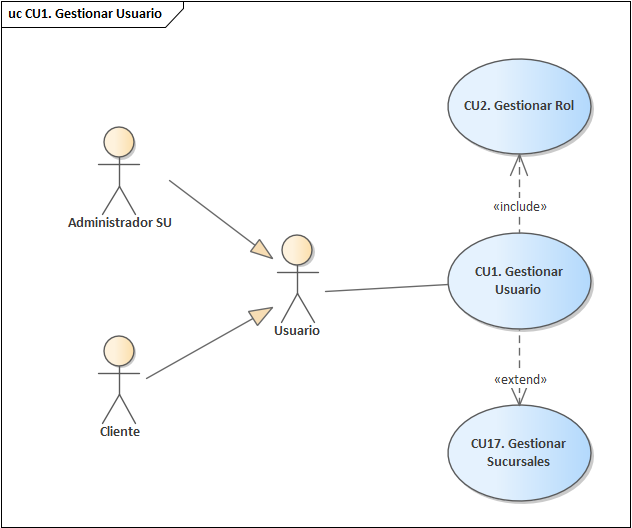 uc CU1. Gestionar Usuario
CU2. Gestionar Rol
Administrador SU
«include»
CU1. Gestionar
Usuario
Usuario
«extend»
Cliente
CU17. Gestionar
Sucursales